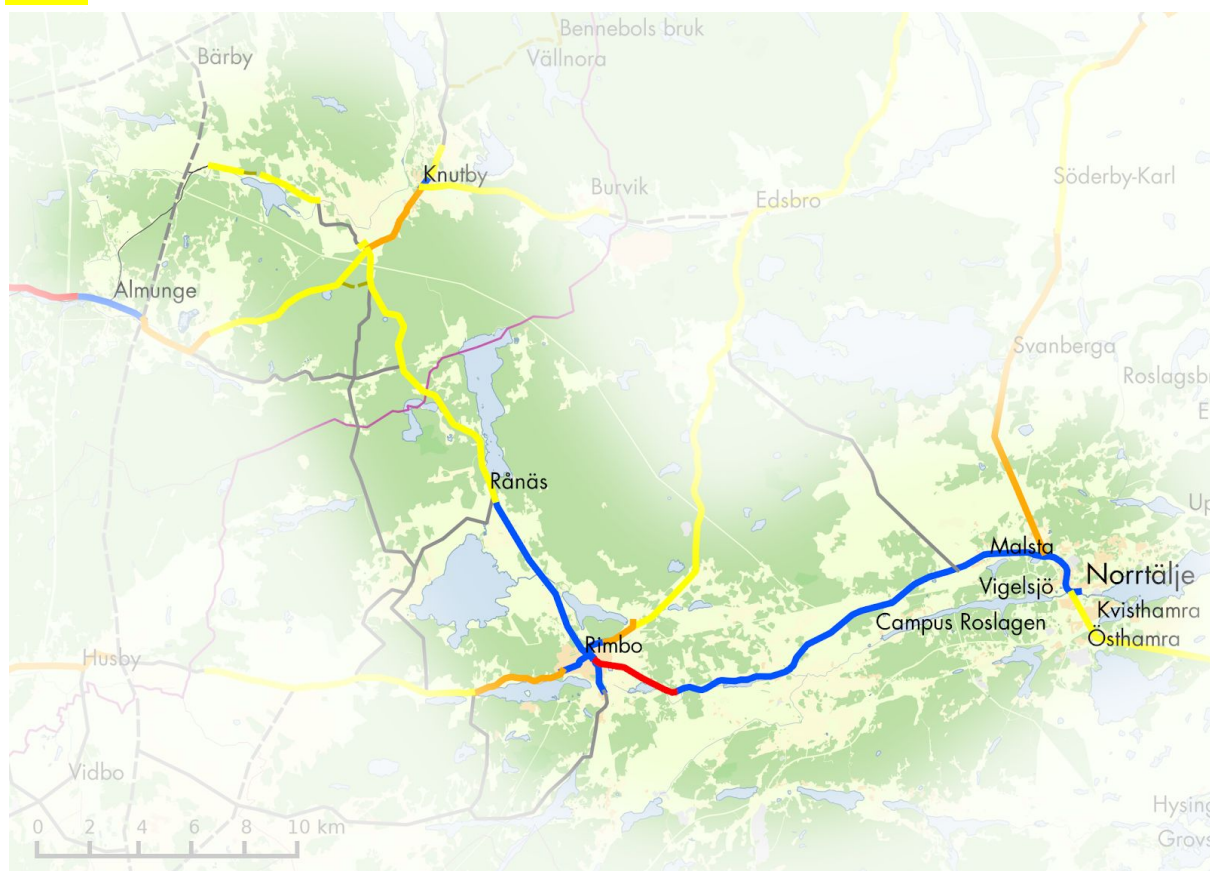 Bennebols bruk
Bärby
Vällnora
Knutby
Burvik
Söderby-Karl
Edsbro
Almunge
Svanberga
Roslagsb
E
Rånäs
Up
Malsta
Norrtälje
Vigelsjö
Kvisthamra
Campus Roslagen
Östhamra
Rimbo
Husby
Vidbo
Hysing
0 2 4 6 8 10 km
Grovs